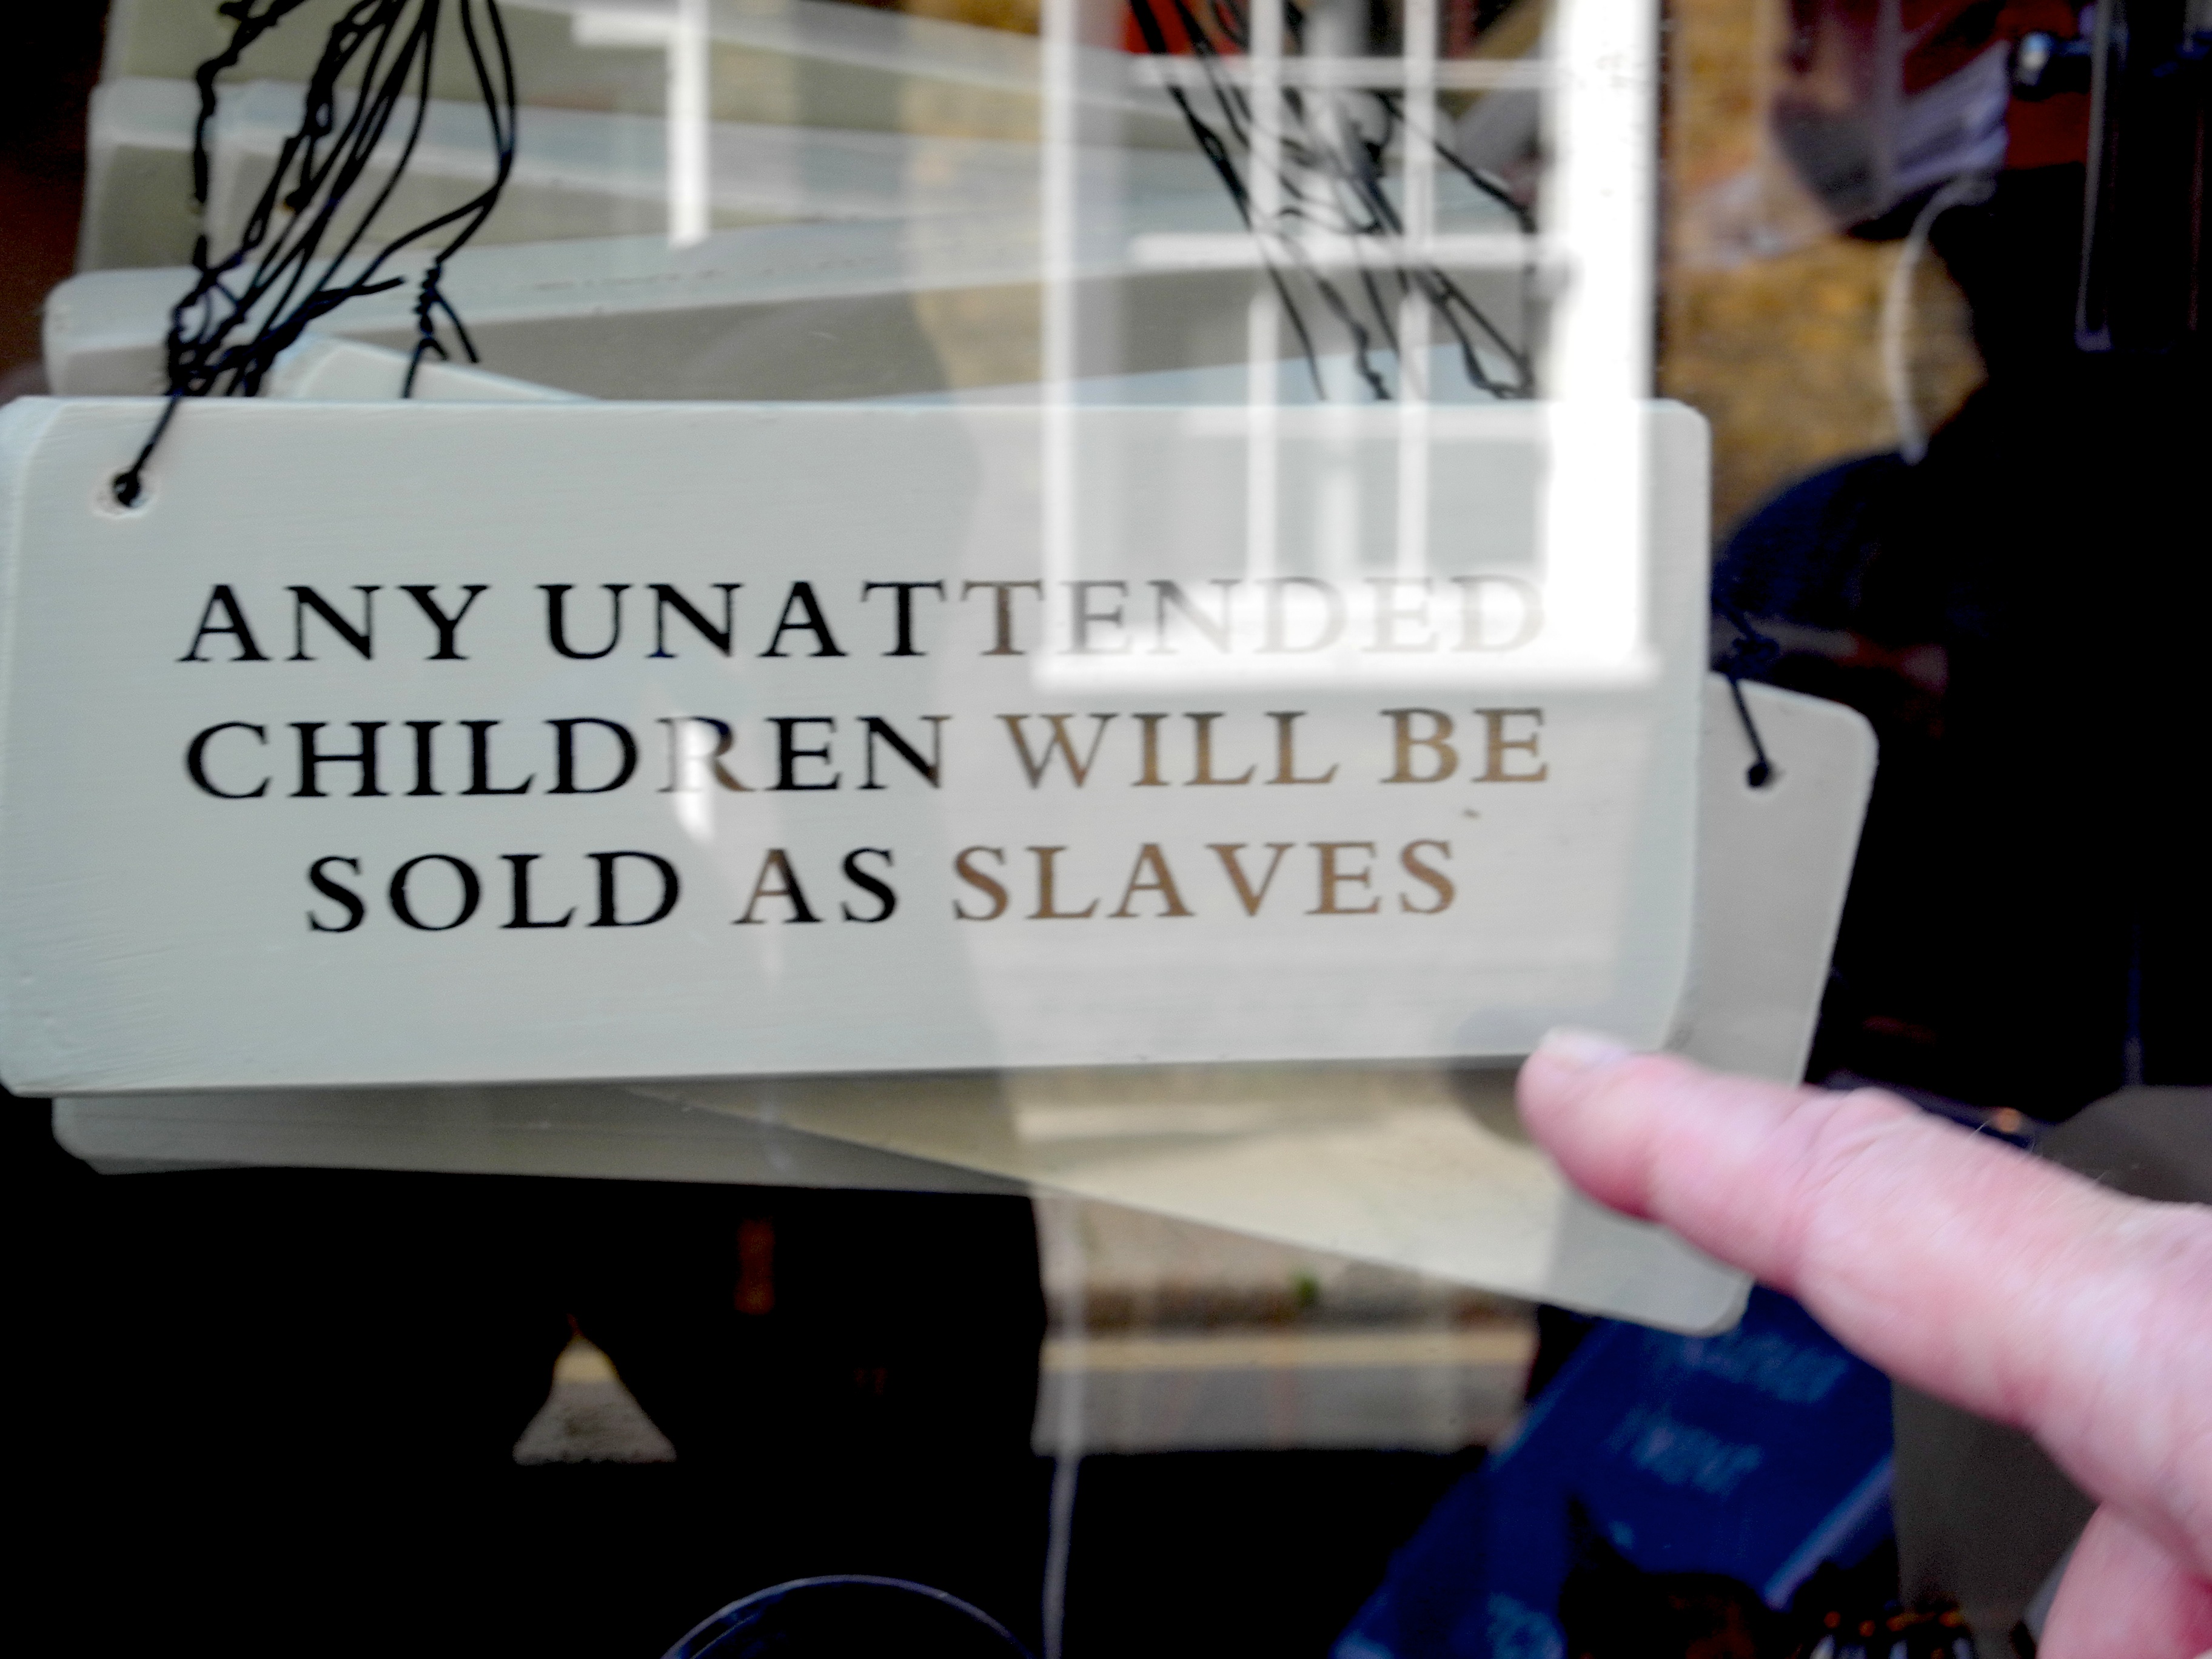 ANY UNATTENDED
CHILDREN WILL BE
SOLD AS SLAVES